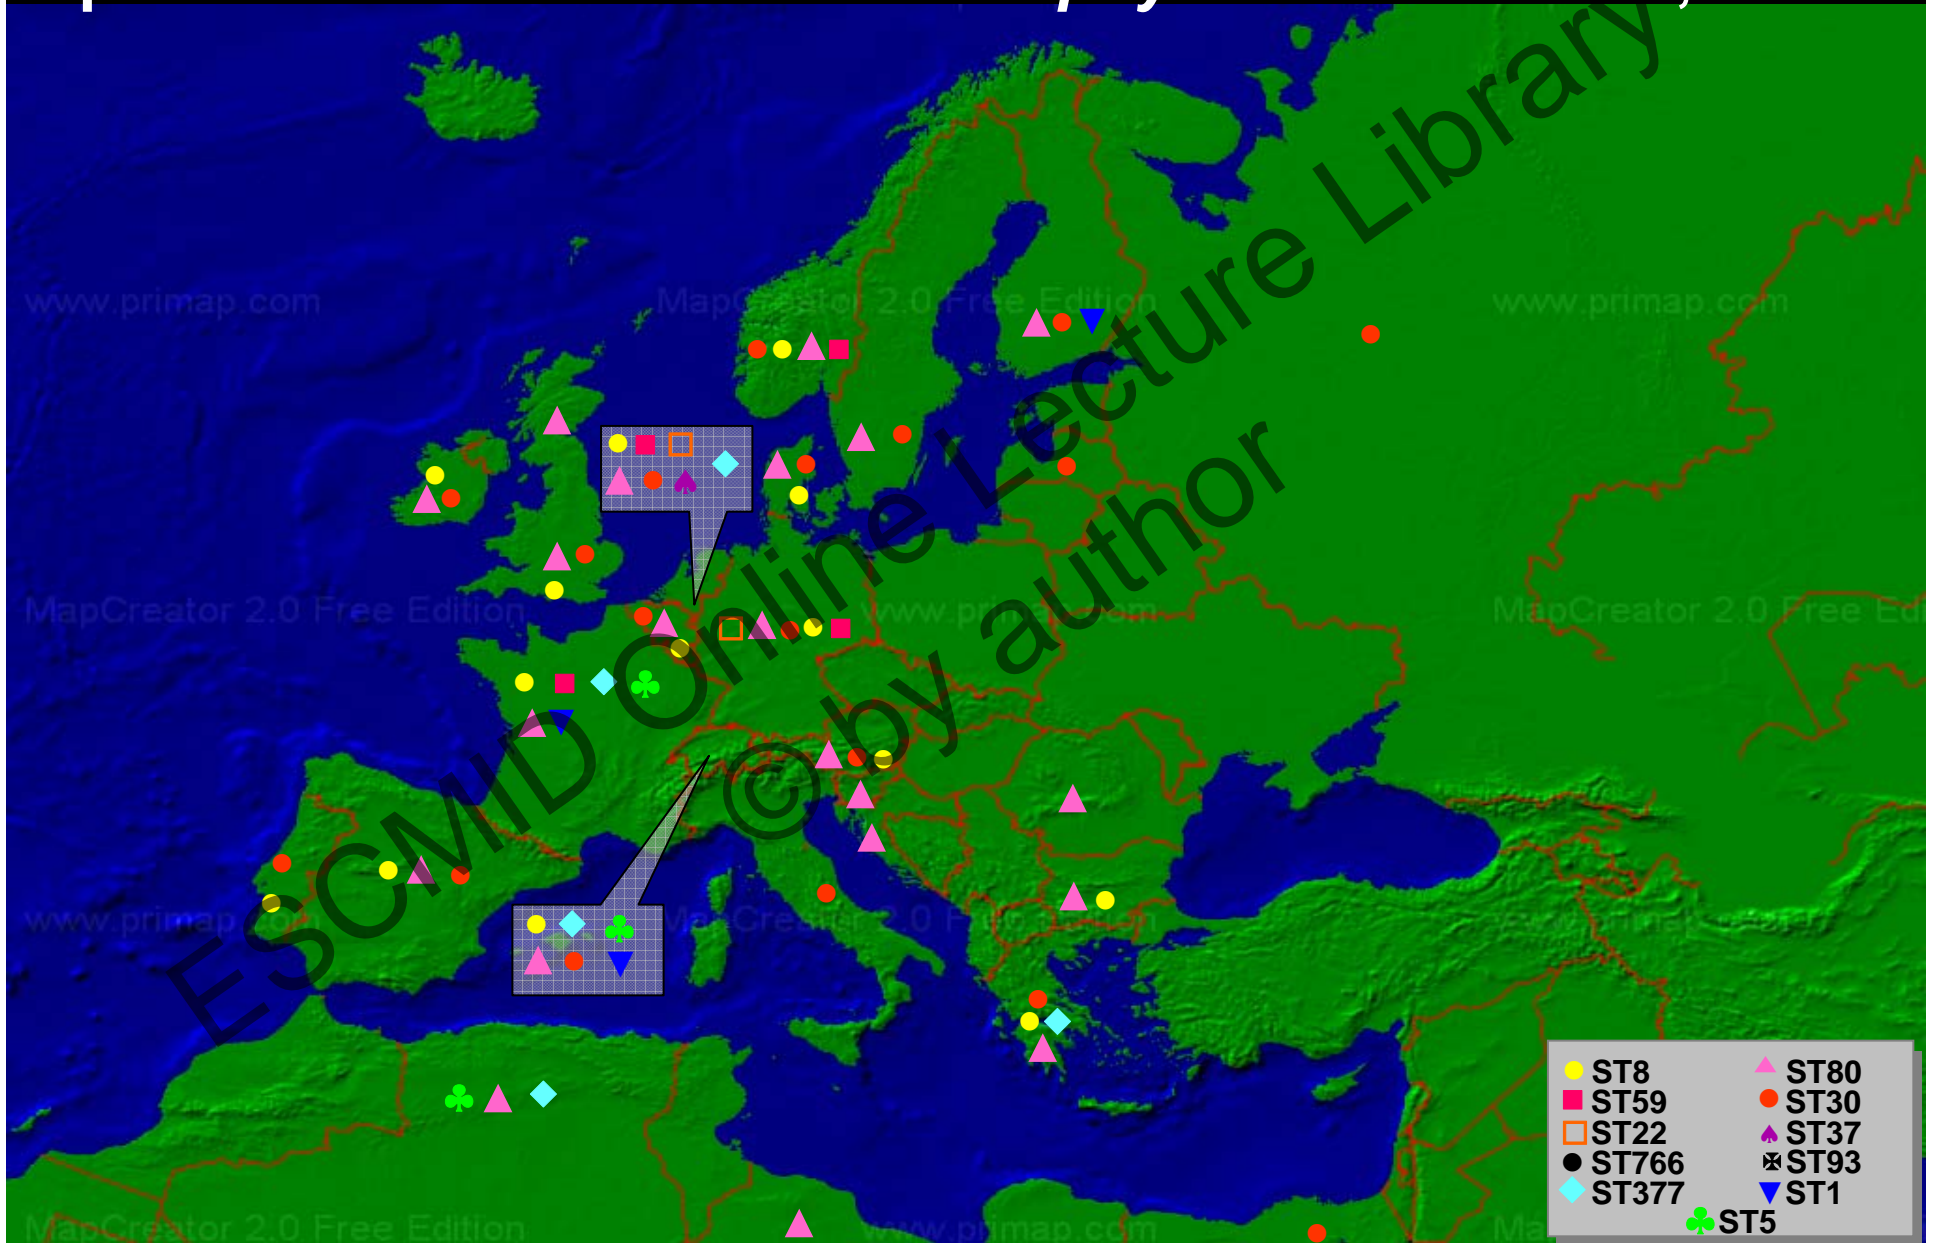 www.primap.com MapCreator 2.0 Free Edition www.primap.com
MapCreator 2.0 Free Edition www.primap.com MapCreator 2.0 Free Edi
www.primap.com MapCreator 2.0 Free Edition
MapCreator 2.0 Free Edition www.primap.com
ESCMID Online Lecture Library
© by author
ST8 ST80
ST59 ST30
ST22 ST37
ST766 ST93
ST377 ST1
ST5